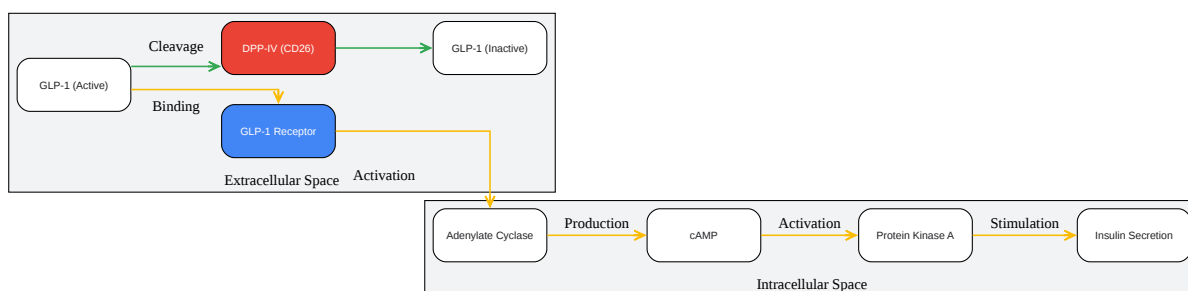 Cleavage
DPP-IV (CD26)
GLP-1 (Inactive)
GLP-1 (Active)
Binding
GLP-1 Receptor
Extracellular Space
Activation
Adenylate Cyclase
Production
cAMP
Activation
Protein Kinase A
Stimulation
Insulin Secretion
Intracellular Space